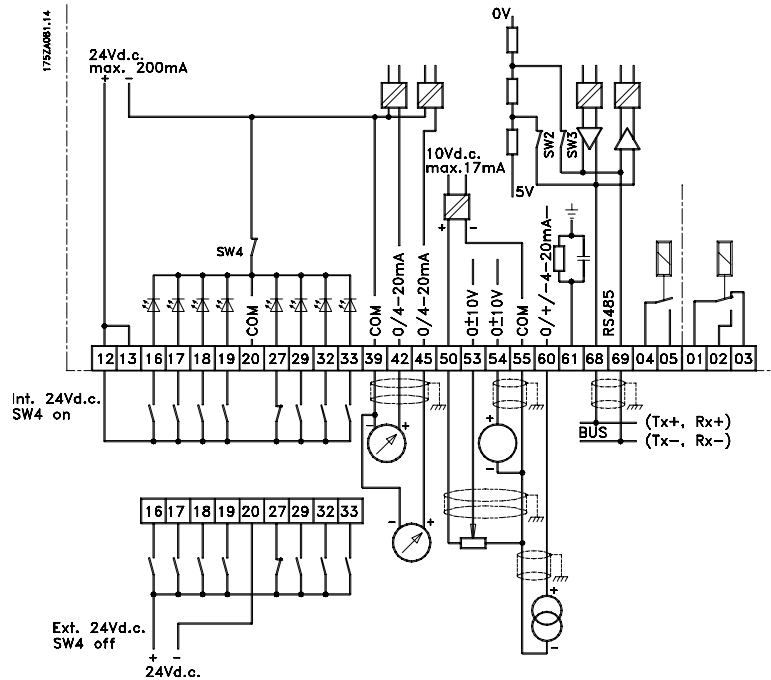 175ZA081.14
24Vd.c.
max. 200mA
+ −
0V
SW2
SW3
5V
10Vd.c.
max.17mA
+ −
SW4
COM
COM
0/4−20mA
0/4−20mA
0±10V
0±10V
COM
0/+/−4−20mA
RS485
12 13 16 17 18 19 20 27 29 32 33 39 42 45 50 53 54 55 60 61 68 69 04 05 01 02 03
Int. 24Vd.c.
SW4 on
− +
+
−
BUS
(Tx+, Rx+)
(Tx−, Rx−)
16 17 18 19 20 27 29 32 33
− +
Ext. 24Vd.c.
SW4 off
+ −
24Vd.c.
+
−